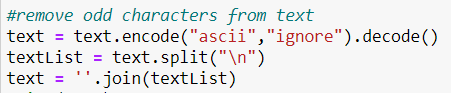 #remove odd characters from text
text = text.encode("ascii","ignore").decode()
textList = text.split("\n")
text = ''.join(textList)